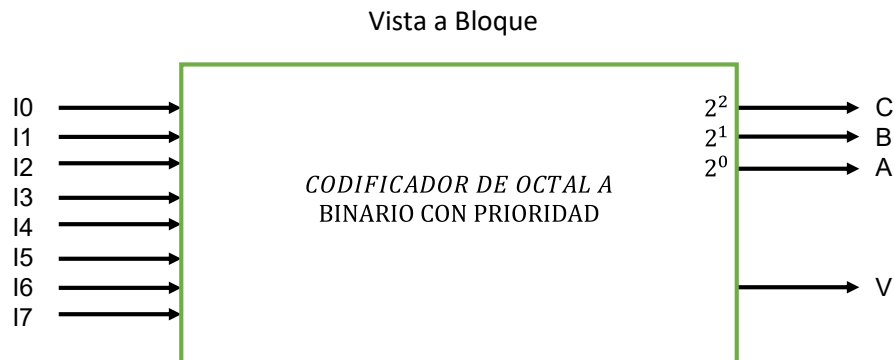 Vista a Bloque
I0
I1
I2
I3
I4
I5
I6
I7
CODIFICADOR DE OCTAL A
BINARIO CON PRIORIDAD
2² C
2¹ B
2⁰ A
V